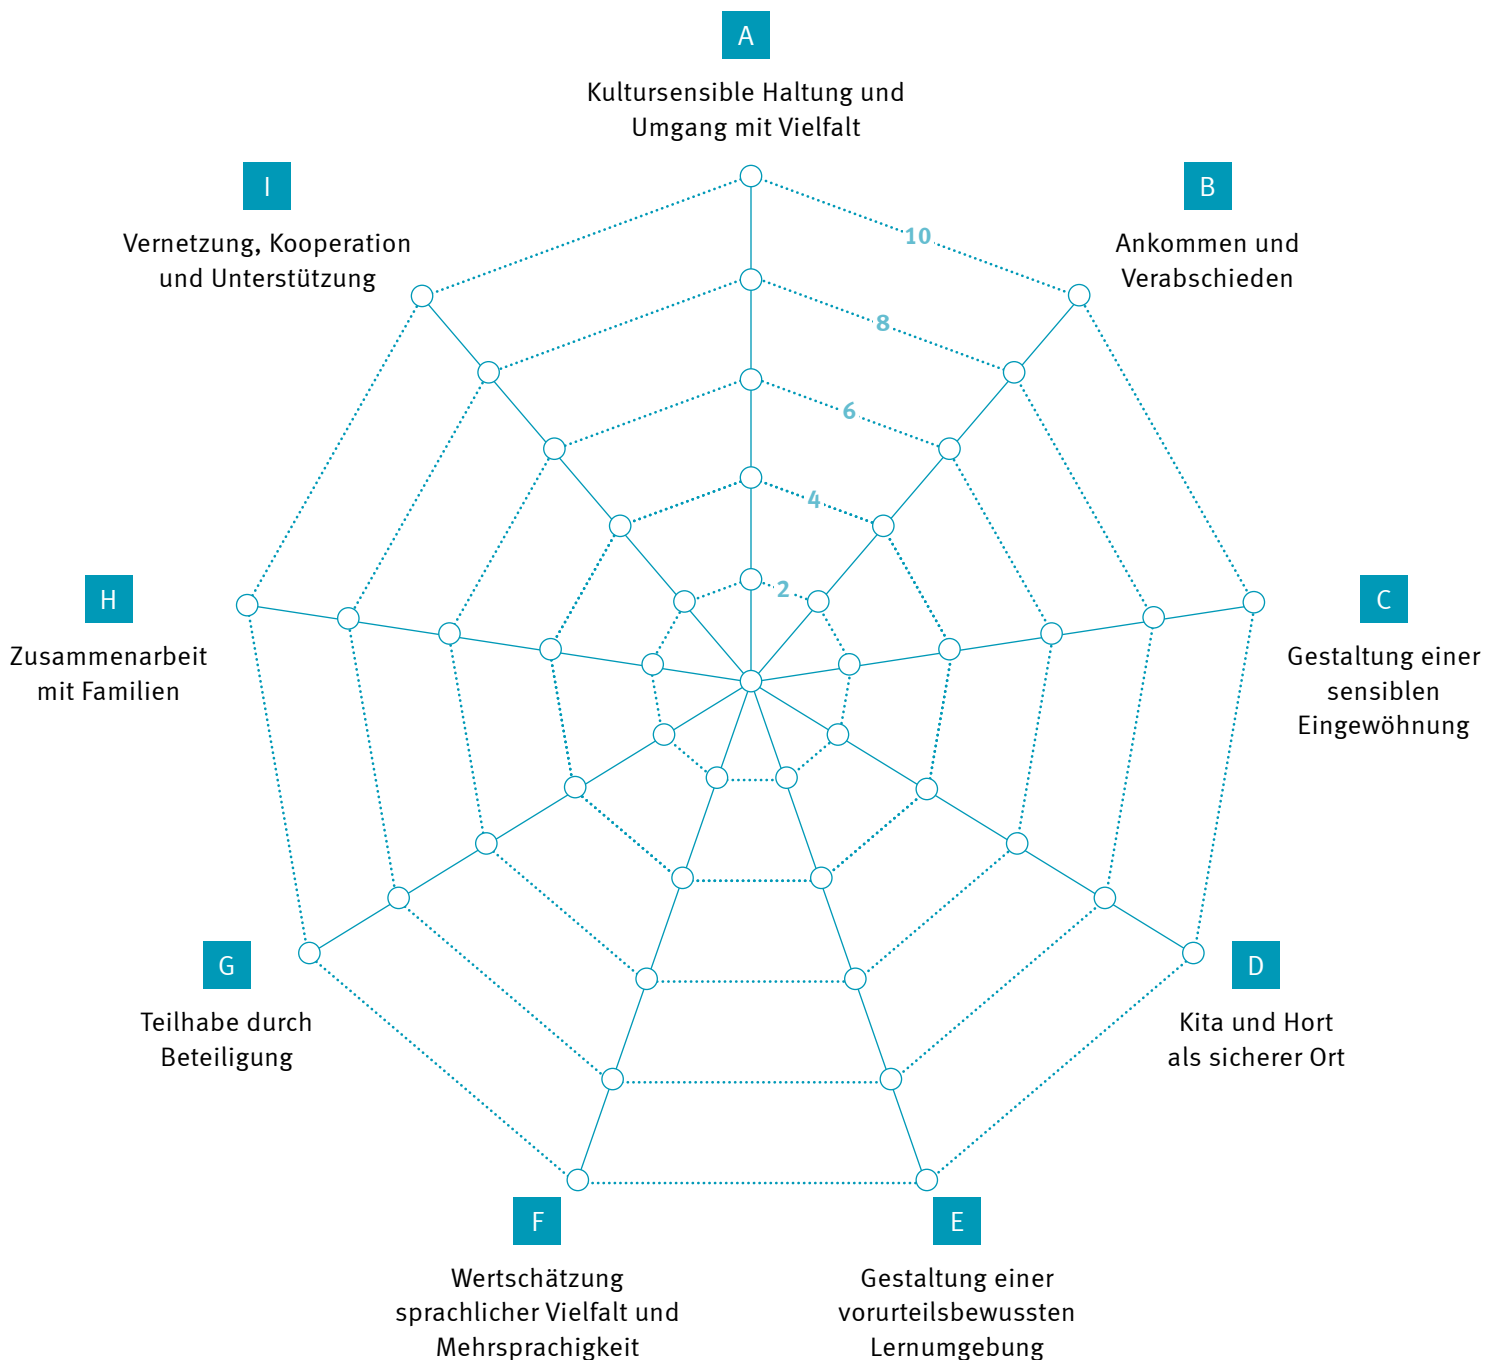 A
Kultursensible Haltung und
Umgang mit Vielfalt
I
Vernetzung, Kooperation
und Unterstützung
B
Ankommen und
Verabschieden
10
8
6
4
2
H
Zusammenarbeit
mit Familien
C
Gestaltung einer
sensiblen
Eingewöhnung
G
Teilhabe durch
Beteiligung
D
Kita und Hort
als sicherer Ort
F
Wertschätzung
sprachlicher Vielfalt und
Mehrsprachigkeit
E
Gestaltung einer
vorurteilsbewussten
Lernumgebung